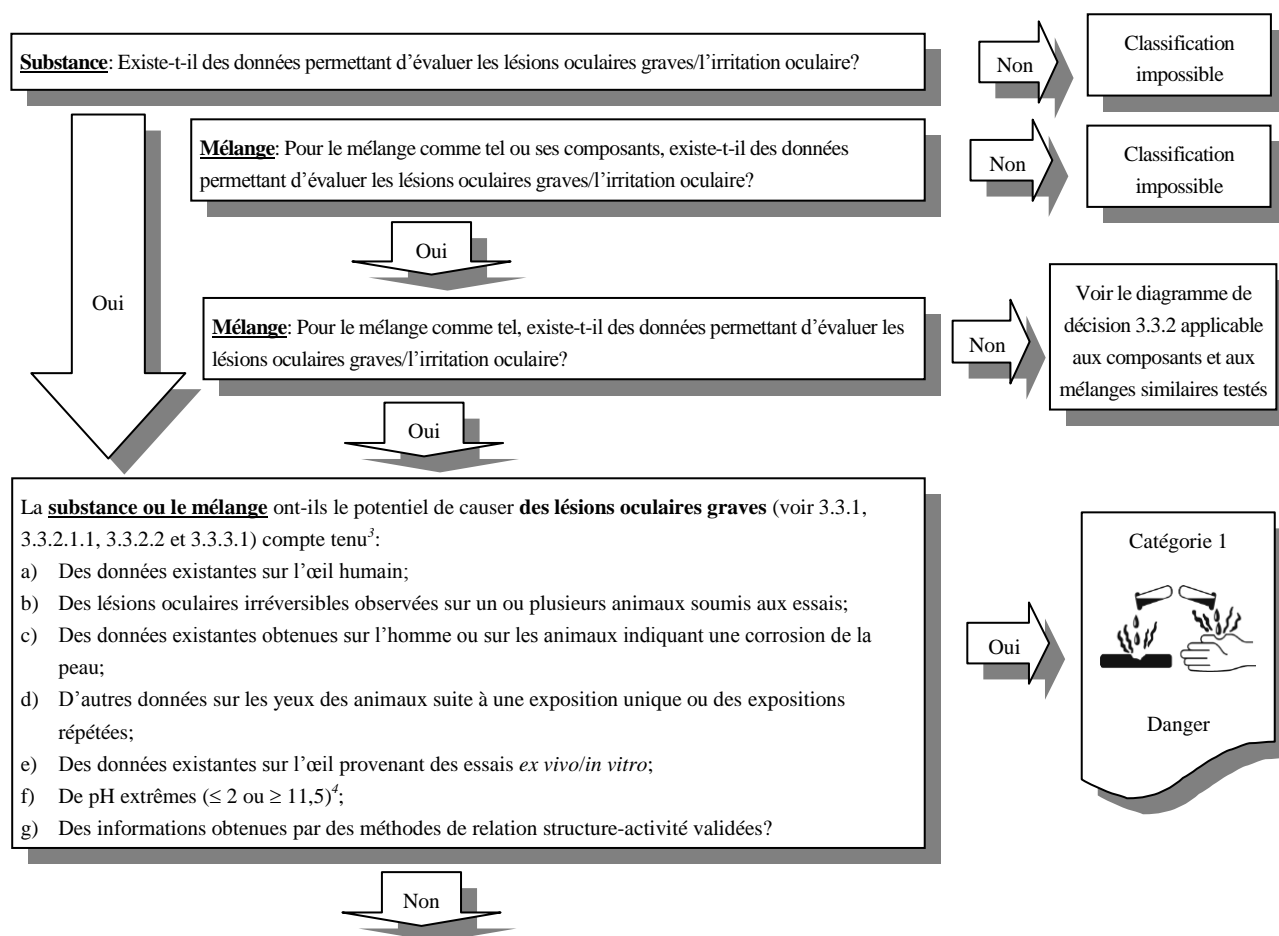 Substance: Existe-t-il des données permettant d’évaluer les lésions oculaires graves/l’irritation oculaire?
Non
Classification
impossible
Mélange: Pour le mélange comme tel ou ses composants, existe-t-il des données
permettant d’évaluer les lésions oculaires graves/l’irritation oculaire?
Non
Classification
impossible
Oui
Oui
Mélange: Pour le mélange comme tel, existe-t-il des données permettant d’évaluer les
lésions oculaires graves/l’irritation oculaire?
Non
Voir le diagramme de
décision 3.3.2 applicable
aux composants et aux
mélanges similaires testés
Oui
La substance ou le mélange ont-ils le potentiel de causer des lésions oculaires graves (voir 3.3.1,
3.3.2.1.1, 3.3.2.2 et 3.3.3.1) compte tenu³:
a) Des données existantes sur l’œil humain;
b) Des lésions oculaires irréversibles observées sur un ou plusieurs animaux soumis aux essais;
c) Des données existantes obtenues sur l’homme ou sur les animaux indiquant une corrosion de la
peau;
d) D’autres données sur les yeux des animaux suite à une exposition unique ou des expositions
répétées;
e) Des données existantes sur l’œil provenant des essais ex vivo/in vitro;
f) De pH extrêmes (≤ 2 ou ≥ 11,5)⁴;
g) Des informations obtenues par des méthodes de relation structure-activité validées?
Oui
Catégorie 1
Danger
Non